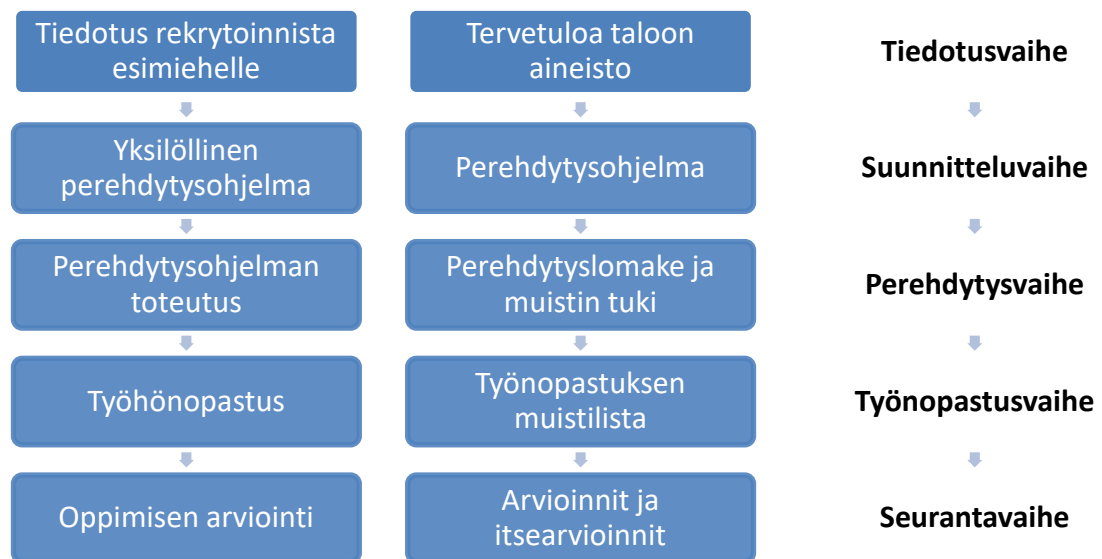 Tiedotus rekrytoinnista
esimiehelle
Tervetuloa taloon
aineisto
Tiedotusvaihe
Yksilöllinen
perehdytysohjelma
Perehdytysohjelma
Suunnitteluvaihe
Perehdytysohjelman
toteutus
Perehdytyslomake ja
muistin tuki
Perehdytysvaihe
Työhönopastus
Työnopastuksen
muistilista
Työnopastusvaihe
Oppimisen arviointi
Arvioinnit ja
itsearvioinnit
Seurantavaihe